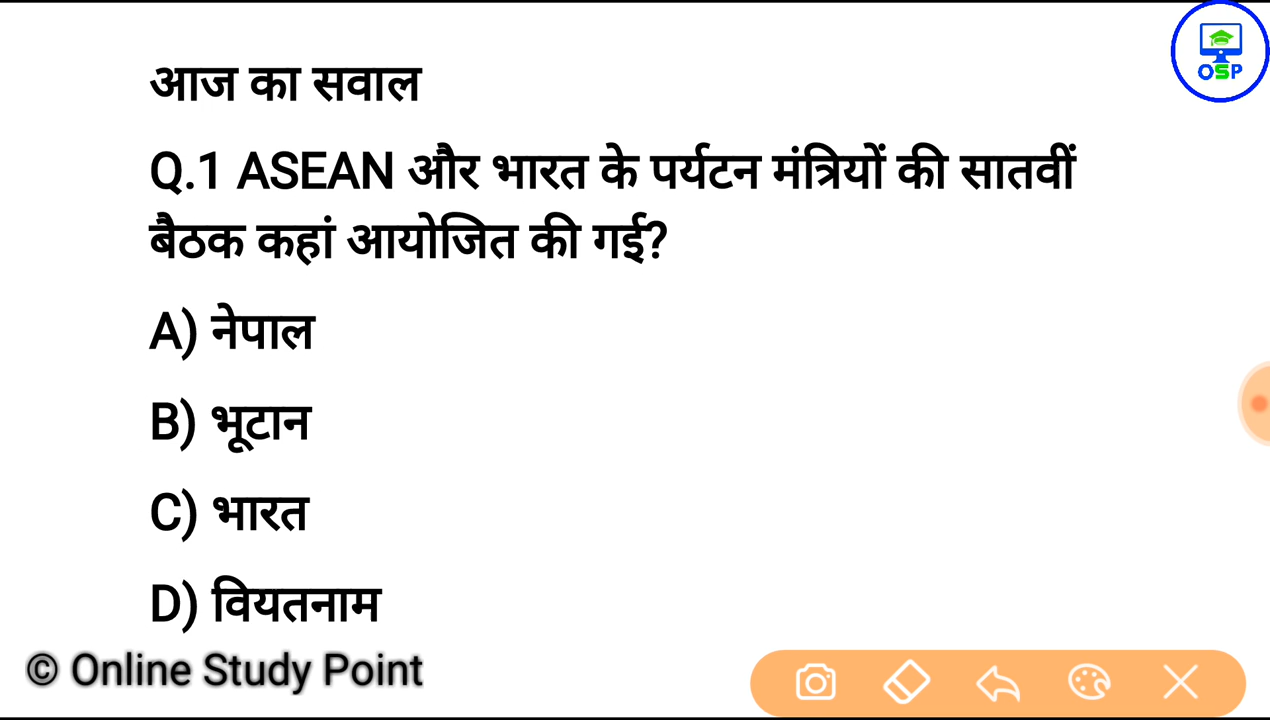 OSP
आज का सवाल
Q.1 ASEAN और भारत के पर्यटन मंत्रियों की सातवीं
बैठक कहां आयोजित की गई?
A) नेपाल
B) भूटान
C) भारत
D) वियतनाम
© Online Study Point